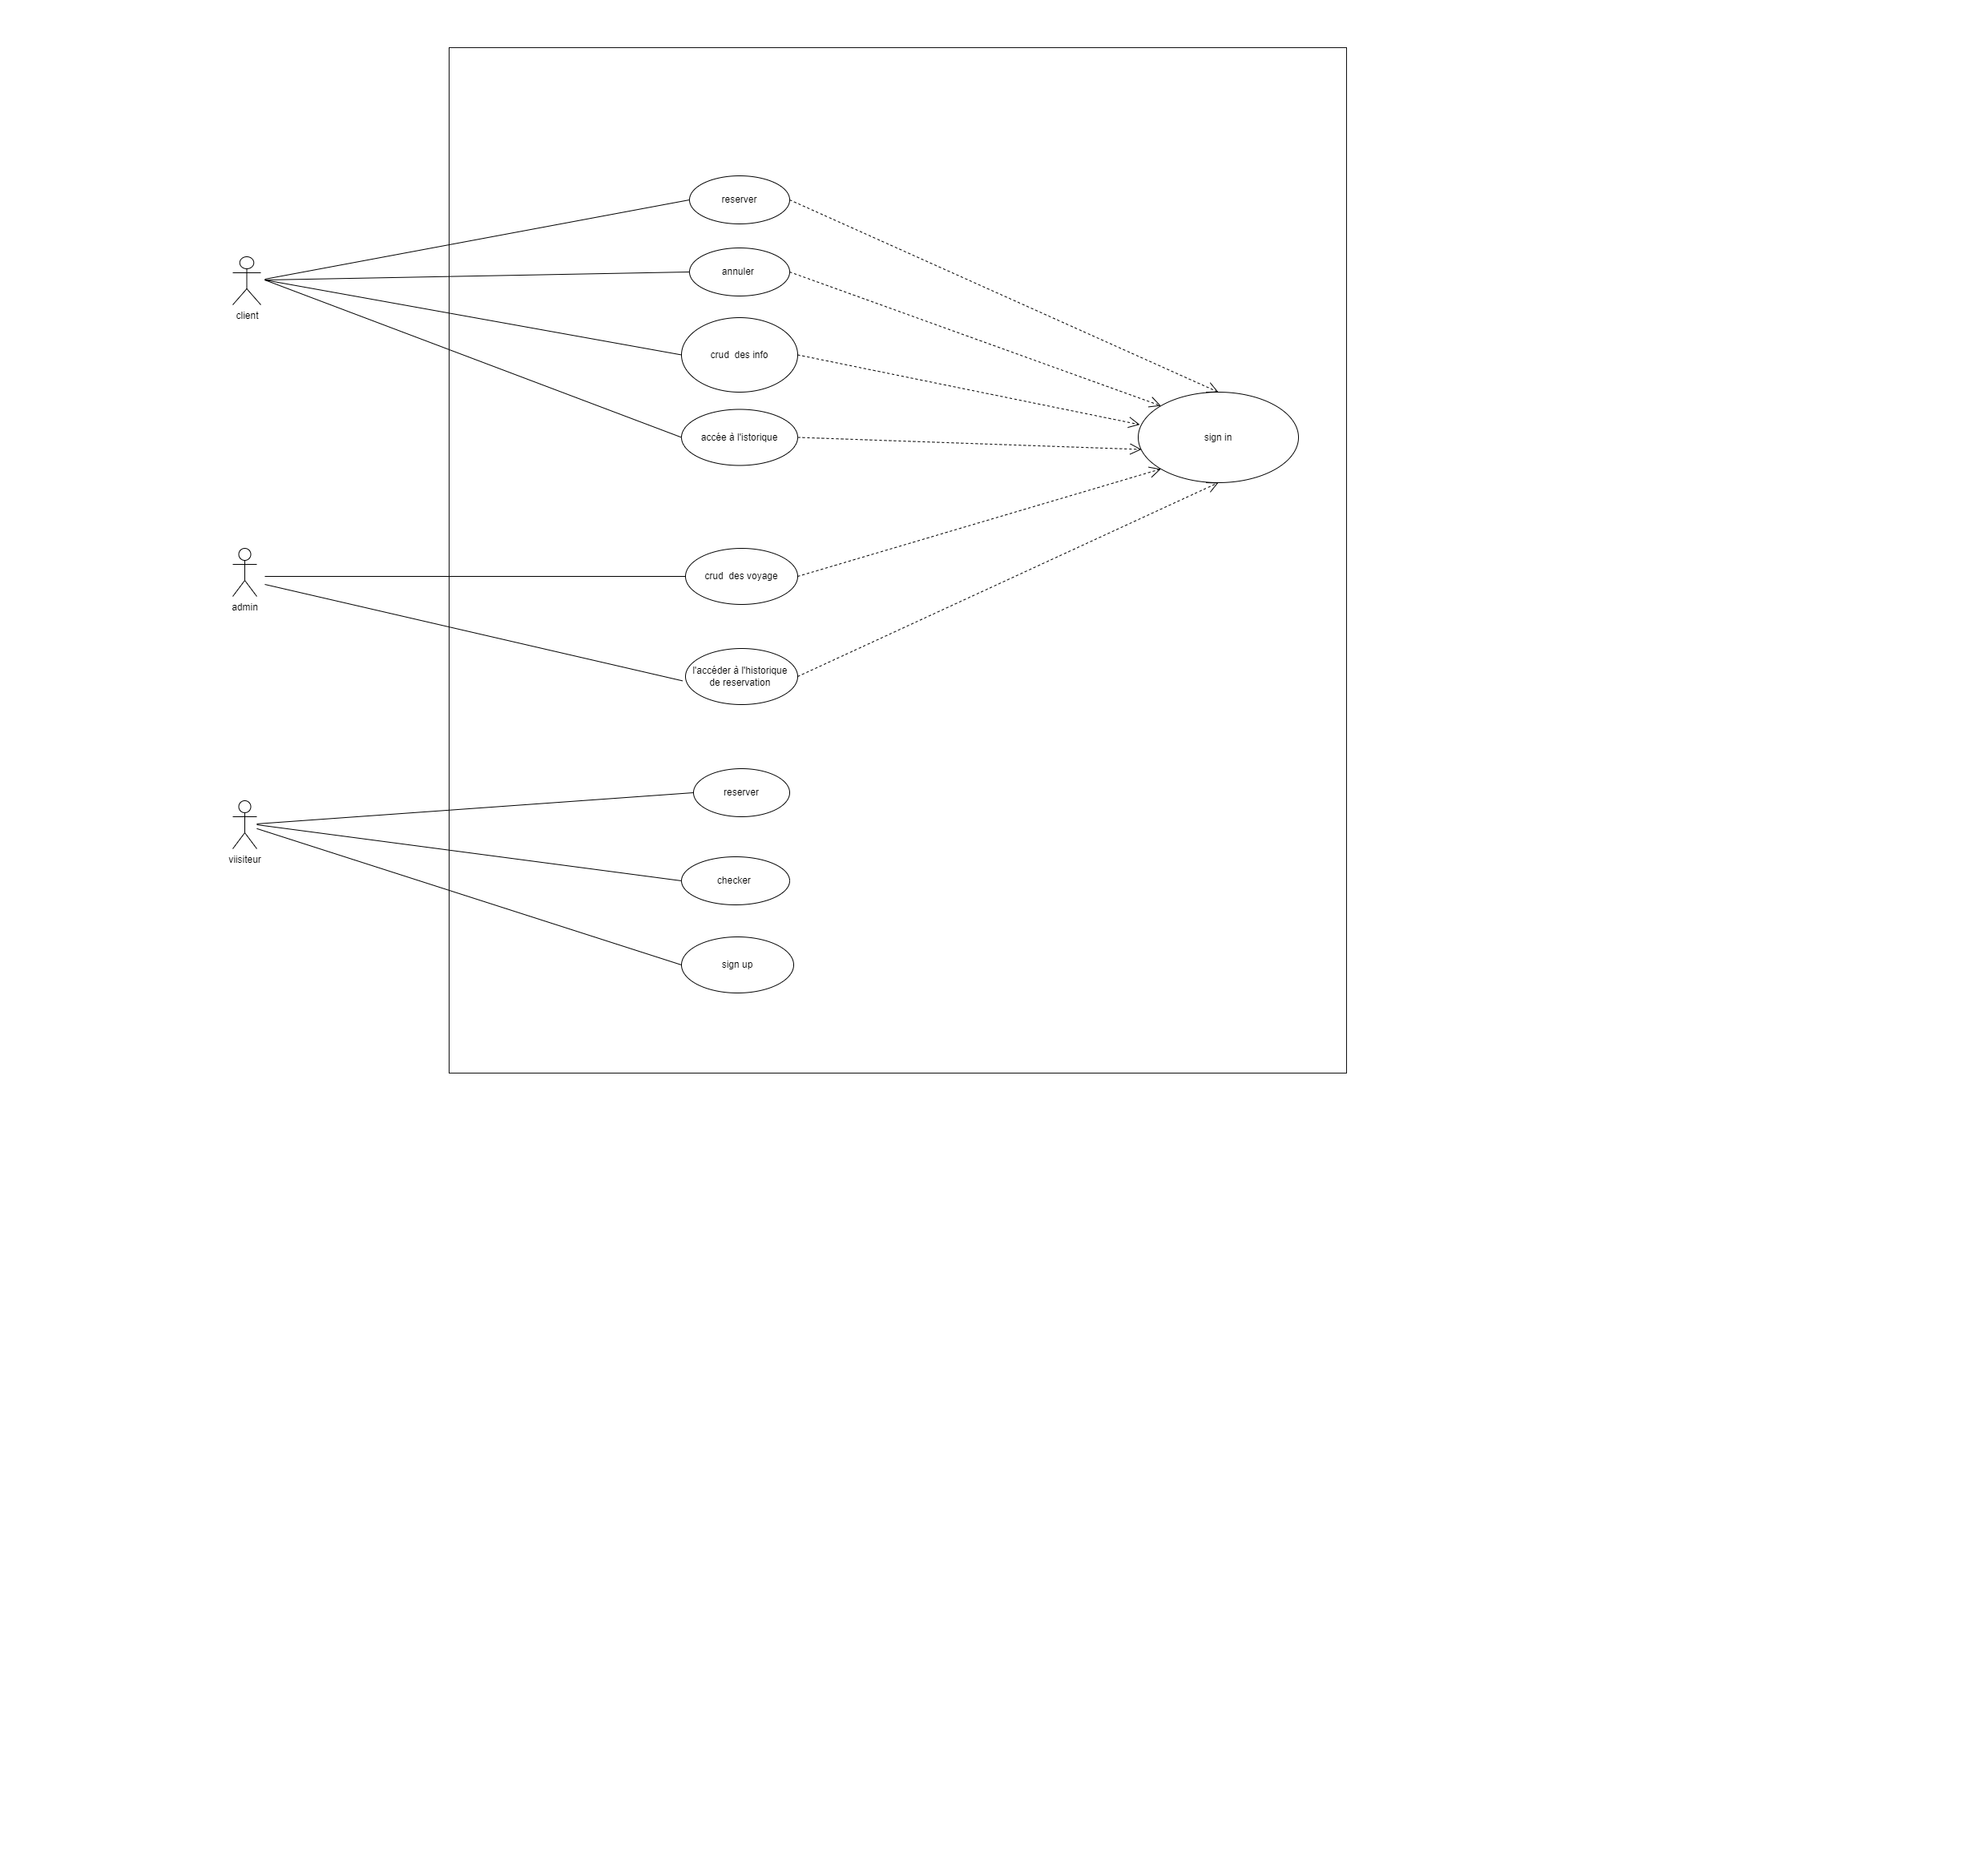 reserver
annuler
client
crud  des info
accèe à l'istorique
sign in
crud  des voyage
admin
l'accéder à l'historique
de reservation
reserver
viisiteur
checker
sign up